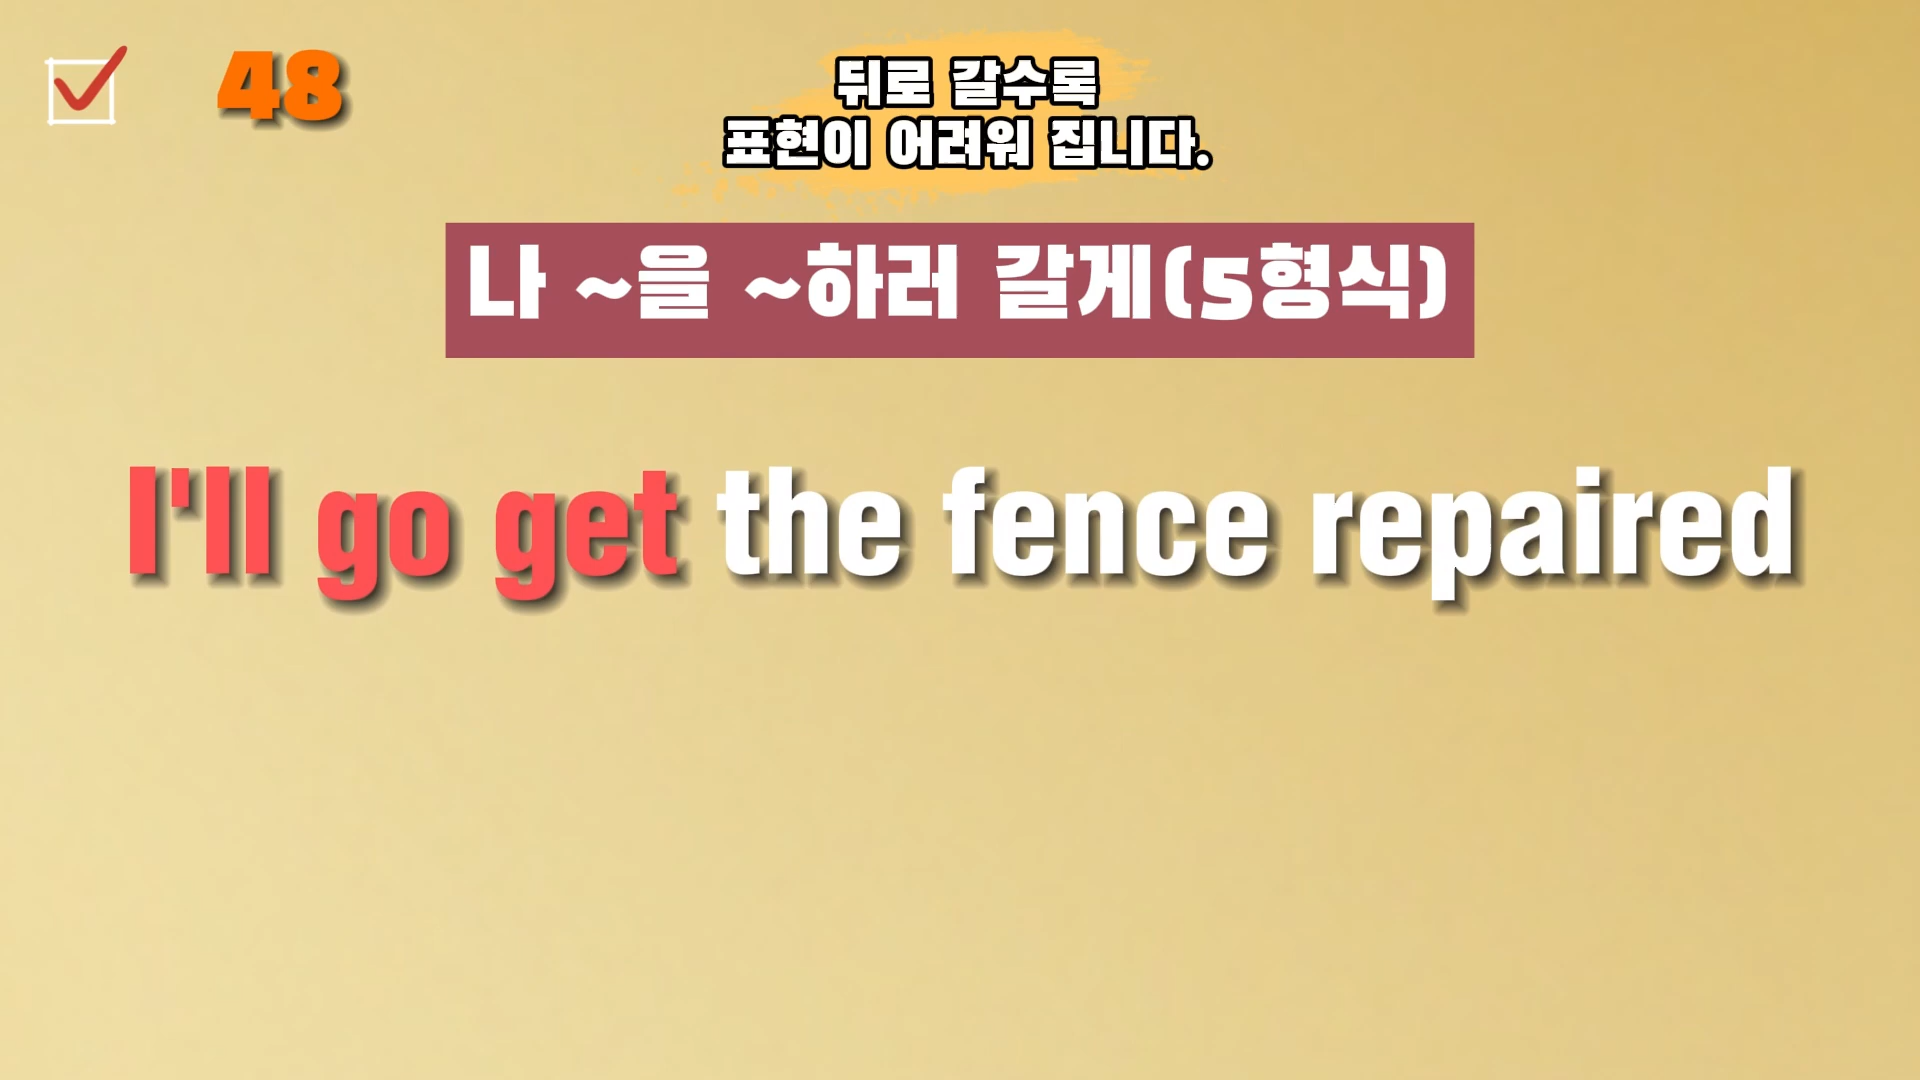 48
뒤로 갈수록
표현이 어려워 집니다.
나 ~을 ~하러 갈게(5형식)
I'll go get the fence repaired